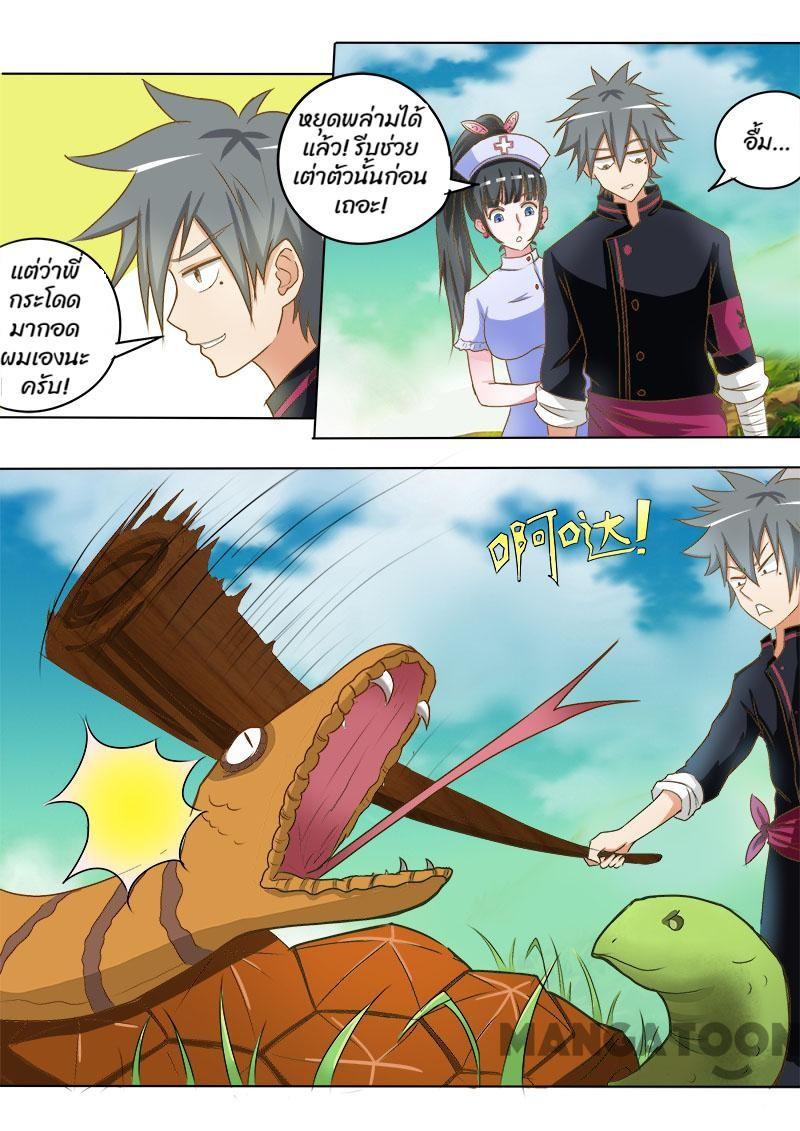 แต่ว่าพี่
กระโดด
มากอด
ผมเองนะ
ครับ!
หยุดพล่ามได้
แล้ว! รีบช่วย
เต่าตัวนั้นก่อน
เถอะ!
อื้ม...
啊哒!
MANGATOON